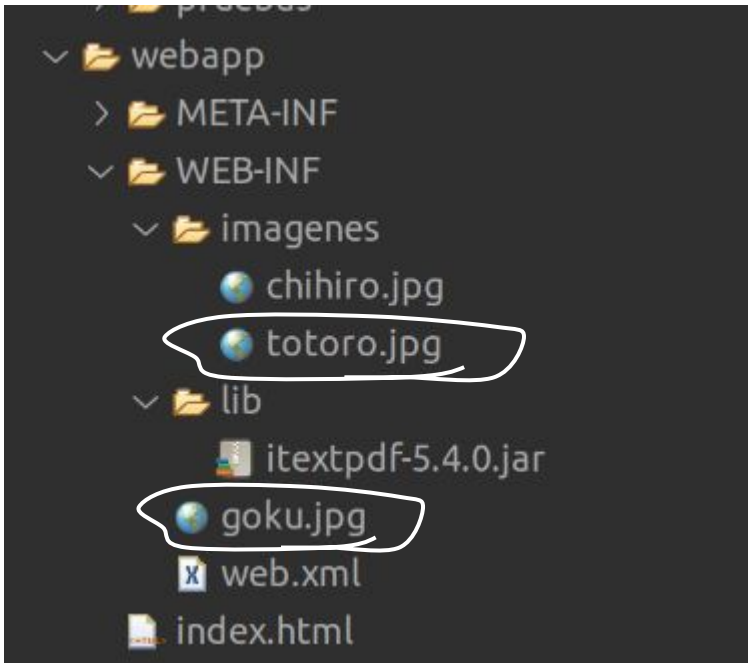 webapp
META-INF
WEB-INF
imagenes
chihiro.jpg
totoro.jpg
lib
itextpdf-5.4.0.jar
goku.jpg
web.xml
index.html